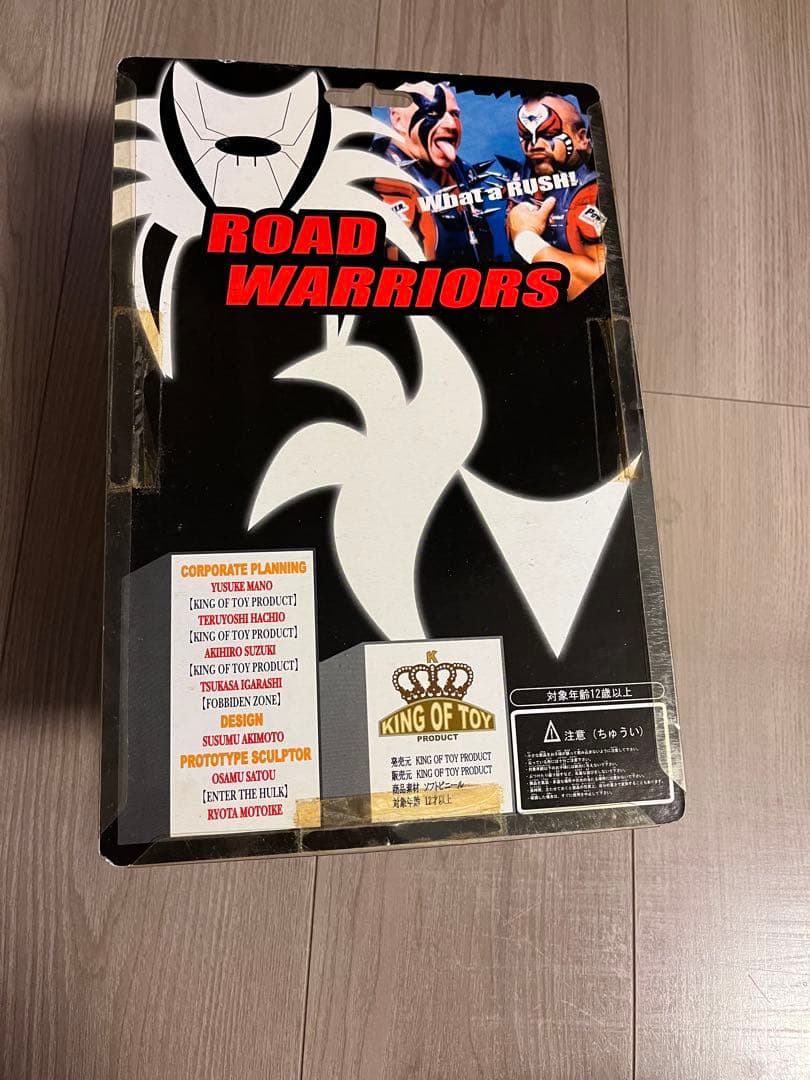 What a RUSH!
ROAD
WARRIORS
CORPORATE PLANNING
YUSUKE MANO
【KING OF TOY PRODUCT】
TERUYOSHI HACHIO
【KING OF TOY PRODUCT】
AKIHIRO SUZUKI
【KING OF TOY PRODUCT】
TSUKASA IGARASHI
【FOBBIDEN ZONE】
DESIGN
SUSUMU AKIMOTO
PROTOTYPE SCULPTOR
OSAMU SATOU
【ENTER THE HULK】
RYOTA MOTOIKE
K
KING OF TOY
PRODUCT
発売元 KING OF TOY PRODUCT
販売元 KING OF TOY PRODUCT
商品素材 ソフトビニール
対象年齢 12才以上
対象年齢12歳以上
注意（ちゅうい）